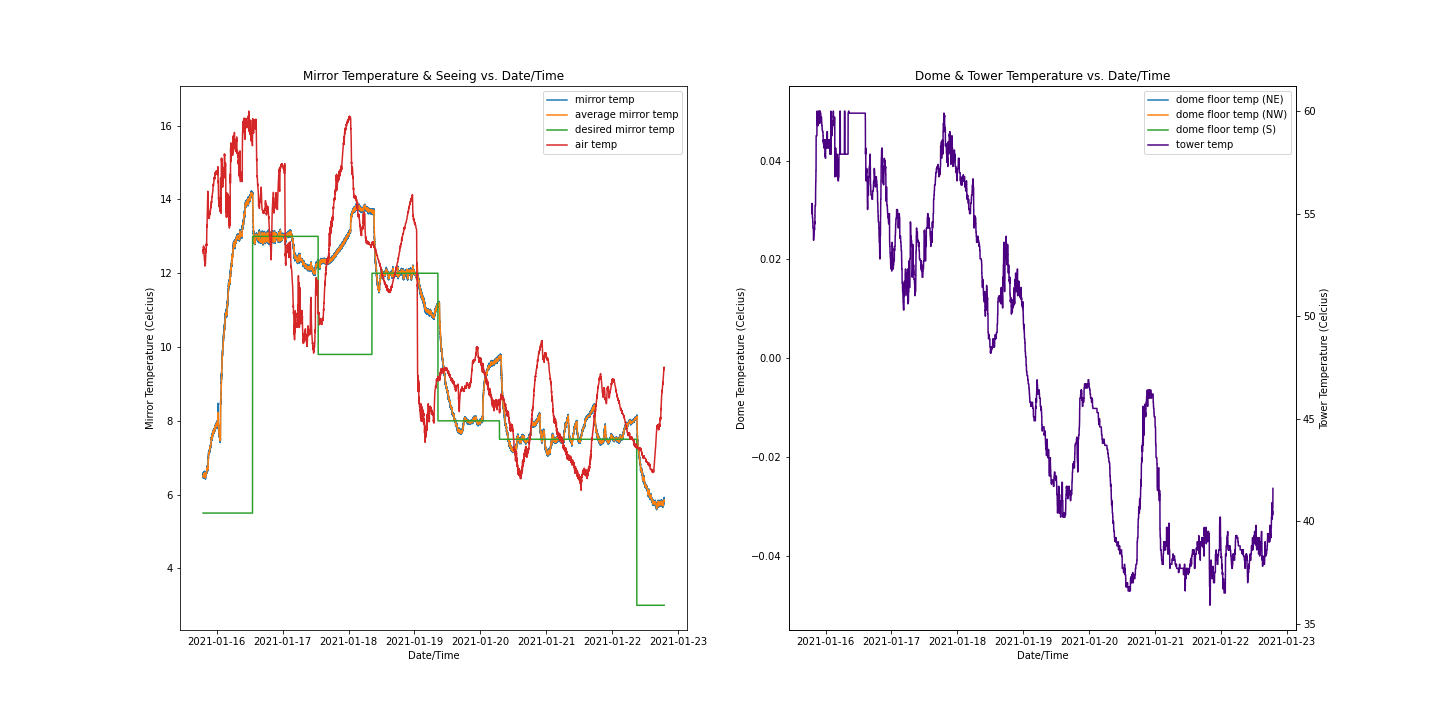 Mirror Temperature & Seeing vs. Date/Time
mirror temp
average mirror temp
desired mirror temp
air temp
Mirror Temperature (Celcius)
16
14
12
10
8
6
4
2021-01-16 2021-01-17 2021-01-18 2021-01-19 2021-01-20 2021-01-21 2021-01-22 2021-01-23
Date/Time
Dome & Tower Temperature vs. Date/Time
dome floor temp (NE)
dome floor temp (NW)
dome floor temp (S)
tower temp
Dome Temperature (Celcius)
0.04
0.02
0.00
−0.02
−0.04
60
55
50
45
40
35
Tower Temperature (Celcius)
2021-01-16 2021-01-17 2021-01-18 2021-01-19 2021-01-20 2021-01-21 2021-01-22 2021-01-23
Date/Time